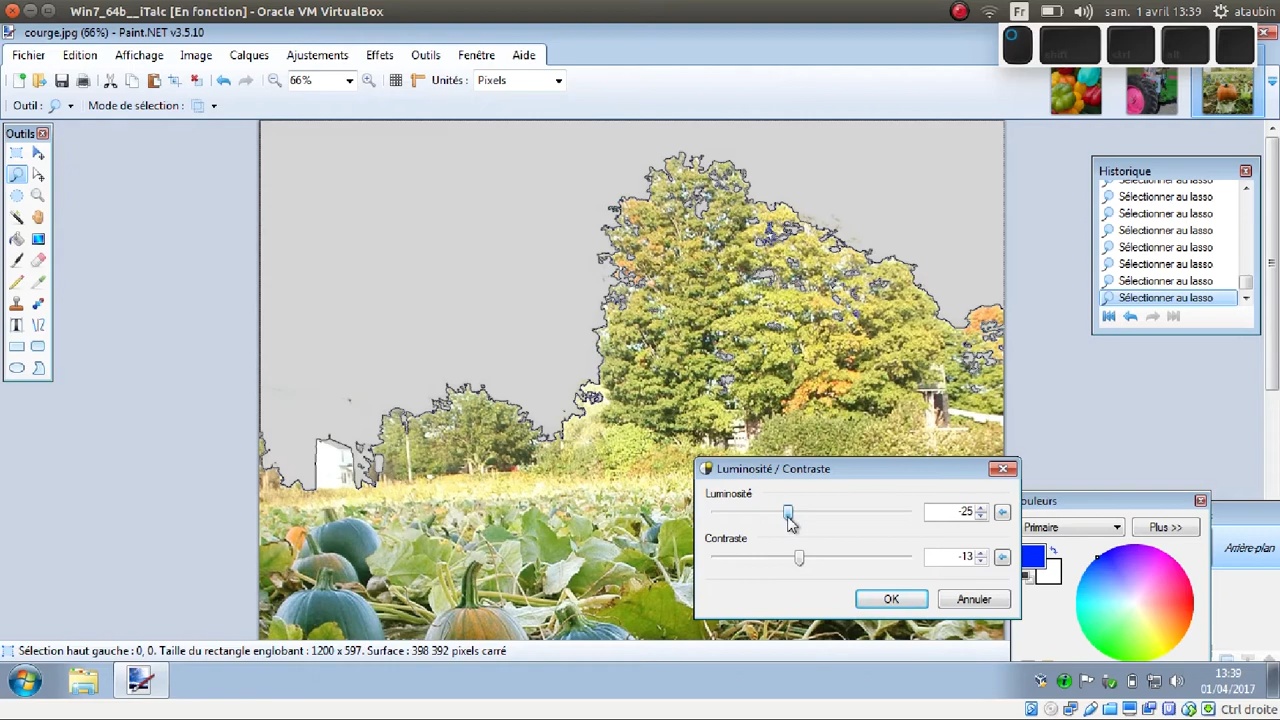 Win7_64b__iTalc [En fonction] - Oracle VM VirtualBox
Fr
sam. 1 avril 13:39
ataubin
courge.jpg (66%) - Paint.NET v3.5.10
Fichier Edition Affichage Image Calques Ajustements Effets Outils Fenêtre Aide
shift ctrl alt
66% Unités : Pixels
Outil : Mode de sélection :
Outils
Historique
Sélectionner au lasso
Sélectionner au lasso
Sélectionner au lasso
Sélectionner au lasso
Sélectionner au lasso
Sélectionner au lasso
Sélectionner au lasso
Sélectionner au lasso
Luminosité / Contraste
Luminosité
-25
Contraste
-13
OK Annuler
ouleurs
Primaire Plus >>
Arrière-plan
Sélection haut gauche : 0, 0. Taille du rectangle englobant : 1200 x 597. Surface : 398 392 pixels carré
13:39
01/04/2017
Ctrl droite